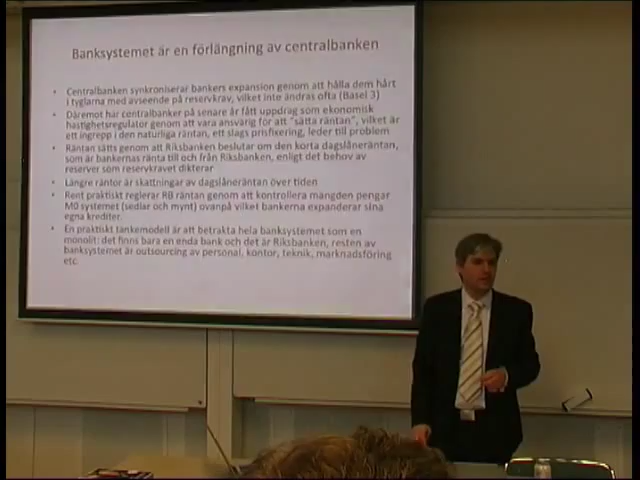 Banksystemet är en förlängning av centralbanken
• Centralbanken synkroniserar bankers expansion genom att hålla dem hårt
i tyglarna med avseende på reservkrav, vilket inte ändras ofta (Basel 3)
• Däremot har centralbanker på senare år fått uppdrag som ekonomisk
hastighetsregulator genom att vara ansvarig för att "sätta räntan", vilket är
ett ingrepp i den naturliga räntan, ett slags prisfixering, leder till problem
• Räntan sätts genom att Riksbanken beslutar om den korta dagslåneräntan,
som är bankernas ränta till och från Riksbanken, enligt det behov av
reserver som reservkravet dikterar
• Längre räntor är skattningar av dagslåneräntan över tiden
• Rent praktiskt reglerar RB räntan genom att kontrollera mängden pengar
M0 systemet (sedlar och mynt) ovanpå vilket bankerna expanderar sina
egna krediter.
• En praktiskt tankemodell är att betrakta hela banksystemet som en
monolit: det finns bara en enda bank och det är Riksbanken, resten av
banksystemet är outsourcing av personal, kontor, teknik, marknadsföring
etc.